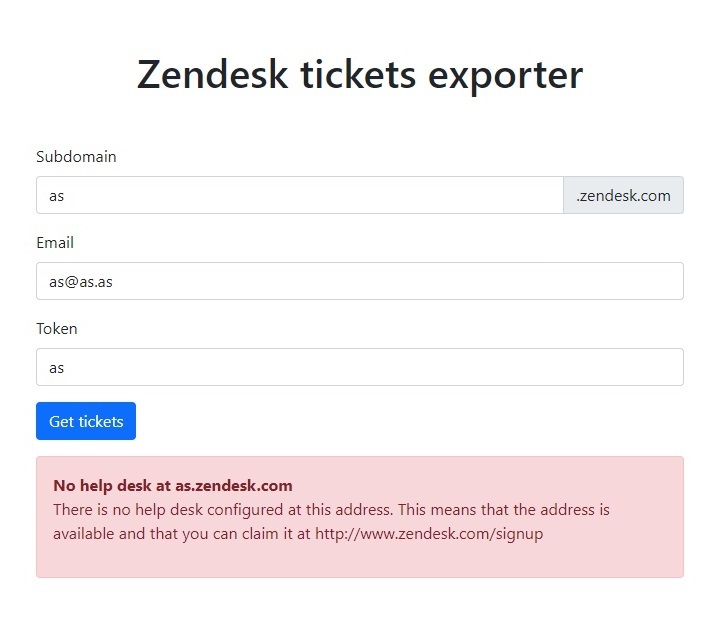 Zendesk tickets exporter
Subdomain
as .zendesk.com
Email
as@as.as
Token
as
Get tickets
No help desk at as.zendesk.com
There is no help desk configured at this address. This means that the address is
available and that you can claim it at http://www.zendesk.com/signup